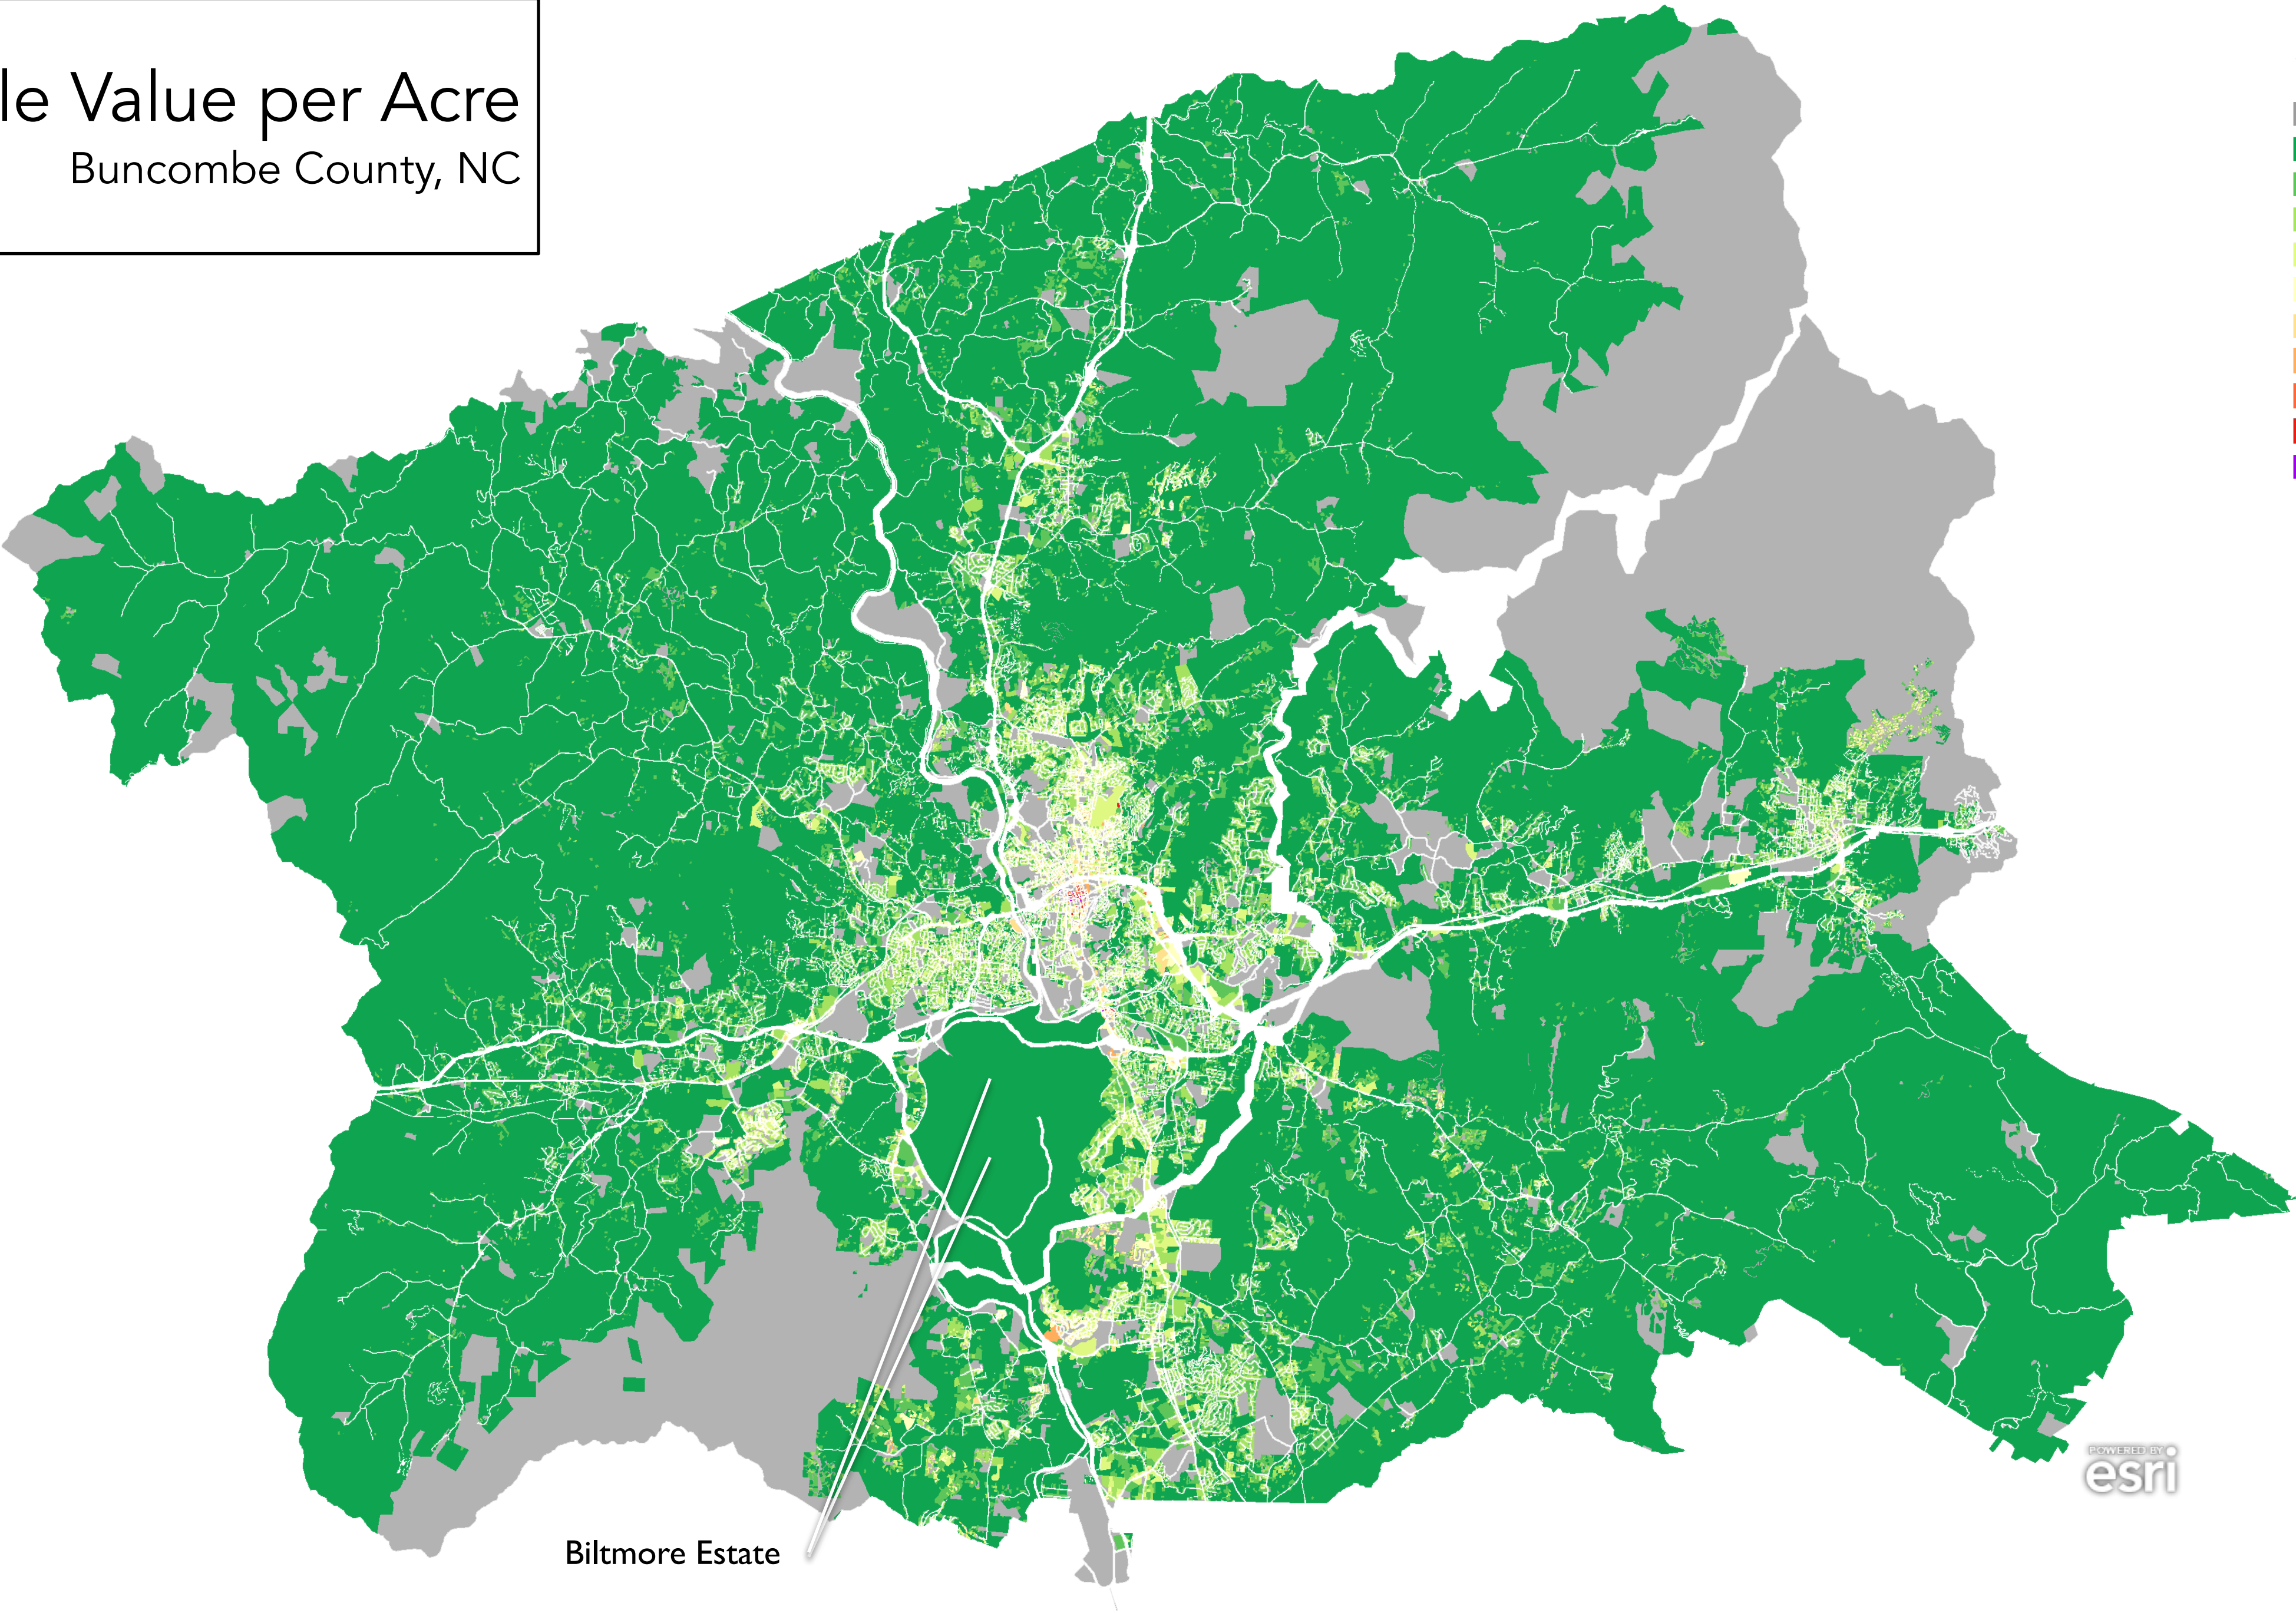 le Value per Acre
Buncombe County, NC
Biltmore Estate
POWERED BY
esri